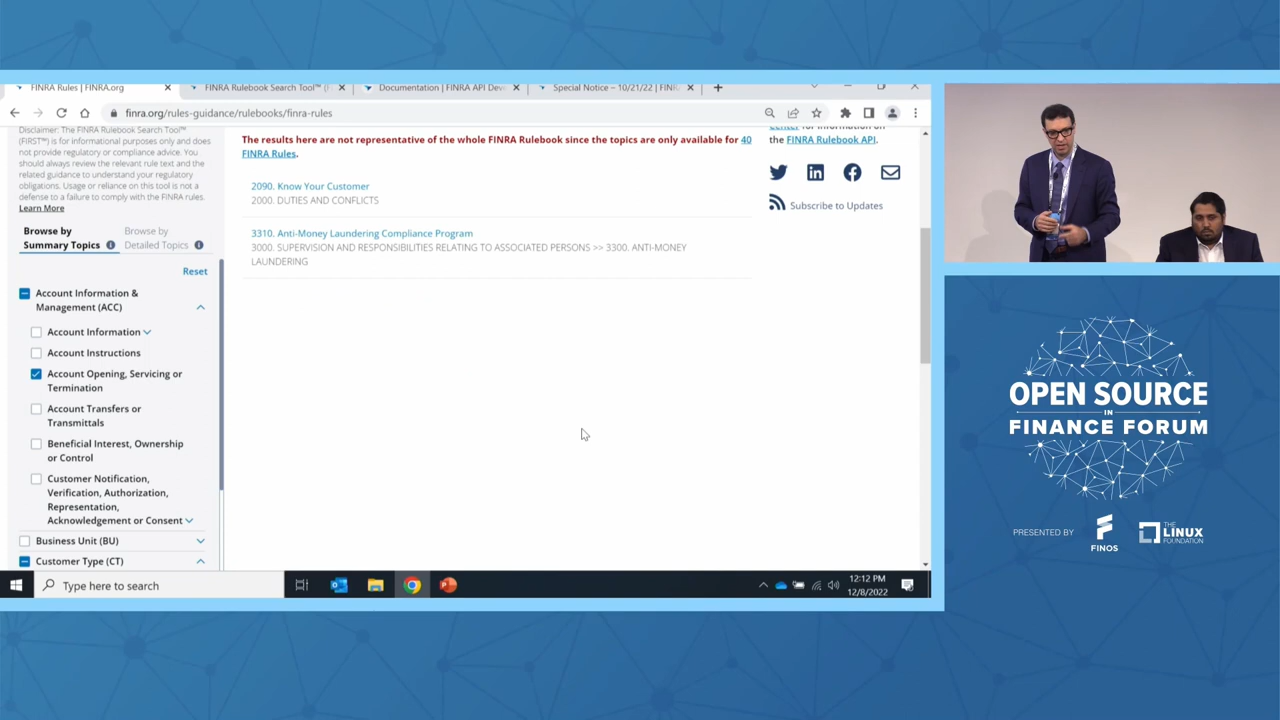 FINRA Rules | FINRA.org
FINRA Rulebook Search Tool™ (
Documentation | FINRA API Dev
Special Notice – 10/21/22 | FINR
finra.org/rules-guidance/rulebooks/finra-rules
Disclaimer: The FINRA Rulebook Search Tool™
(FIRST™) is for informational purposes only and does
not provide regulatory or compliance advice. You
should always review the relevant rule text and the
related guidance to understand your regulatory
obligations. Usage or reliance on this tool is not a
defense to a failure to comply with the FINRA rules.
Learn More
Browse by
Summary Topics
Browse by
Detailed Topics
Reset
Account Information &
Management (ACC)
Account Information
Account Instructions
Account Opening, Servicing or
Termination
Account Transfers or
Transmittals
Beneficial Interest, Ownership
or Control
Customer Notification,
Verification, Authorization,
Representation,
Acknowledgement or Consent
Business Unit (BU)
Customer Type (CT)
The results here are not representative of the whole FINRA Rulebook since the topics are only available for 40
FINRA Rules.
2090. Know Your Customer
2000. DUTIES AND CONFLICTS
3310. Anti-Money Laundering Compliance Program
3000. SUPERVISION AND RESPONSIBILITIES RELATING TO ASSOCIATED PERSONS >> 3300. ANTI-MONEY
LAUNDERING
Center for information on
the FINRA Rulebook API.
Subscribe to Updates
Type here to search
12:12 PM
12/8/2022
OPEN SOURCE
IN
FINANCE FORUM
PRESENTED BY
FINOS
THE
LINUX
FOUNDATION